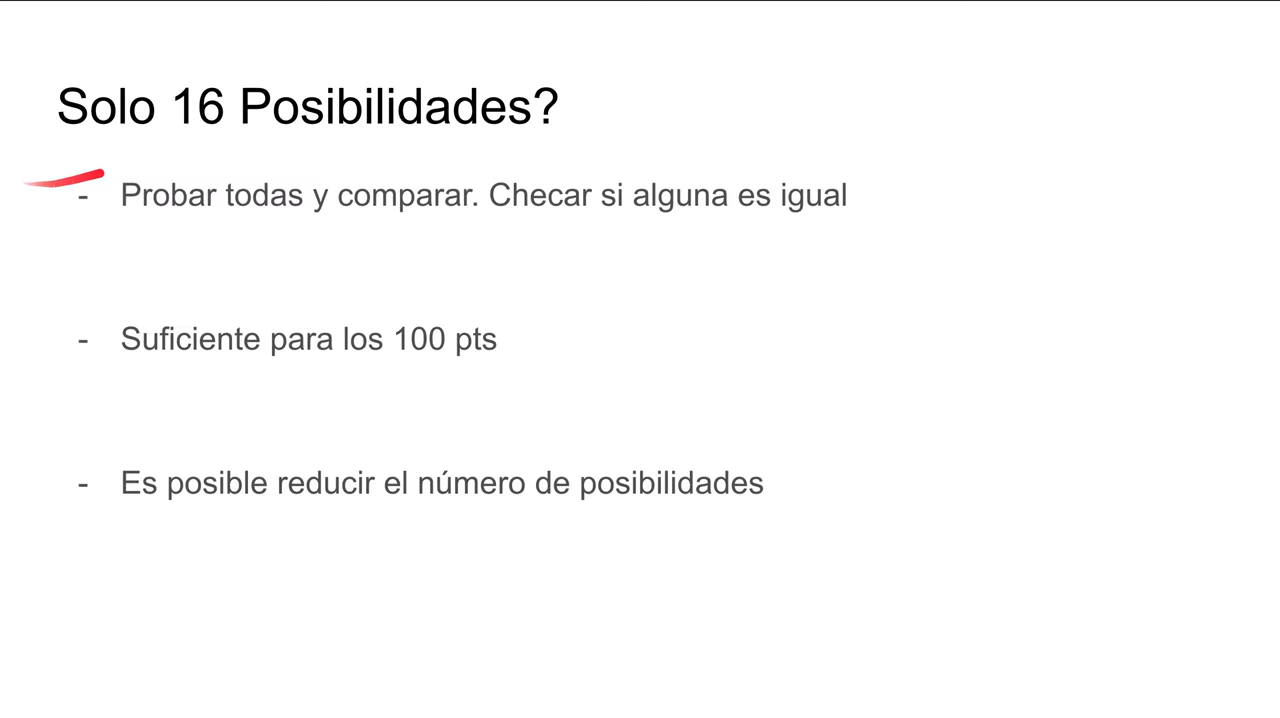 Solo 16 Posibilidades?
- Probar todas y comparar. Checar si alguna es igual
- Suficiente para los 100 pts
- Es posible reducir el número de posibilidades